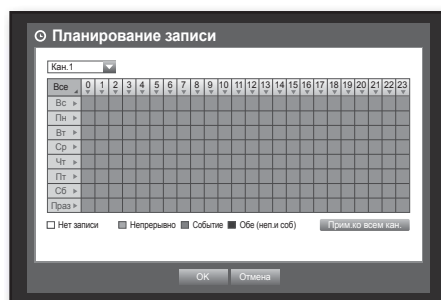 Планирование записи
Кан.1
Все 0 1 2 3 4 5 6 7 8 9 10 11 12 13 14 15 16 17 18 19 20 21 22 23
Вс
Пн
Вт
Ср
Чт
Пт
Сб
Праз
Нет записи Непрерывно Событие Обе (неп.и соб) Прим.ко всем кан.
OK Отмена